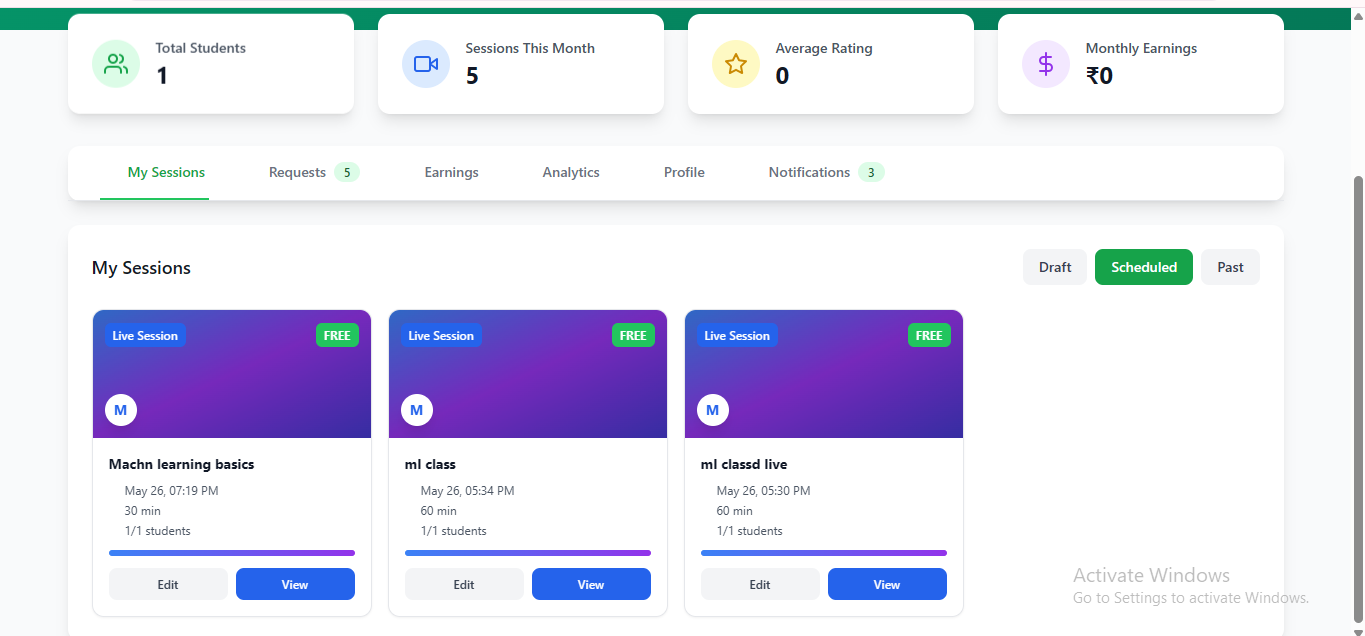 Total Students
1
Sessions This Month
5
Average Rating
0
Monthly Earnings
₹0
My Sessions
Requests 5
Earnings
Analytics
Profile
Notifications 3
My Sessions
Draft
Scheduled
Past
Live Session
FREE
M
Machn learning basics
May 26, 07:19 PM
30 min
1/1 students
Edit
View
Live Session
FREE
M
ml class
May 26, 05:34 PM
60 min
1/1 students
Edit
View
Live Session
FREE
M
ml classd live
May 26, 05:30 PM
60 min
1/1 students
Edit
View
Activate Windows
Go to Settings to activate Windows.